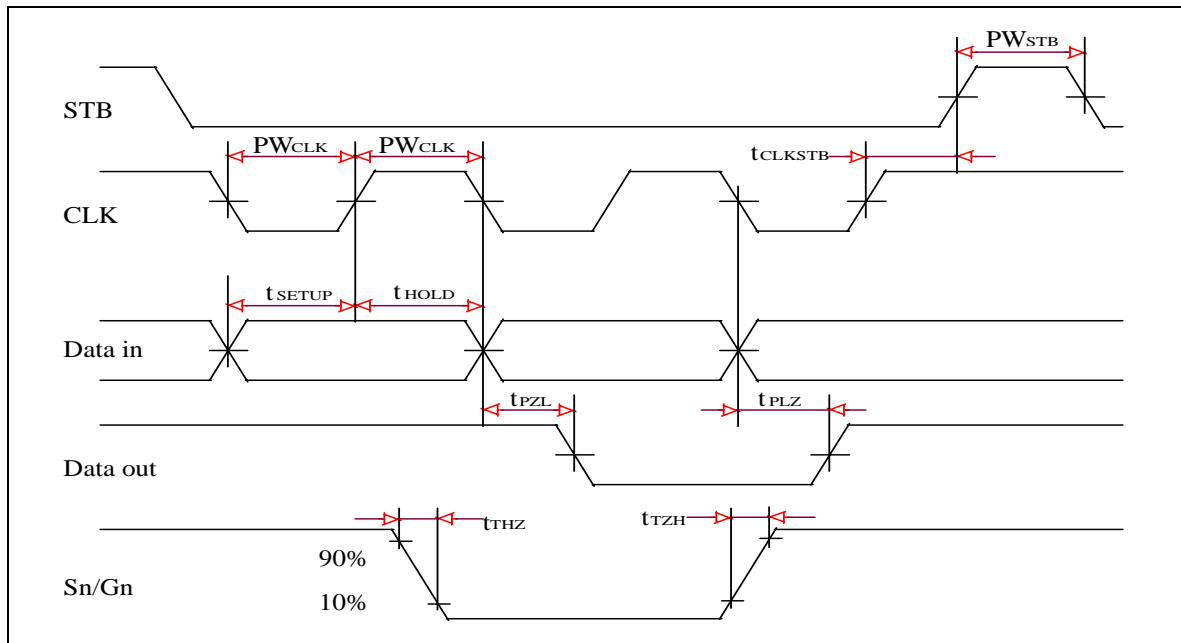 PWSTB
STB
PWCLK PWCLK
tCLKSTB
CLK
tSETUP tHOLD
Data in
tPZL tPLZ
Data out
tTHZ tTZH
90%
Sn/Gn
10%